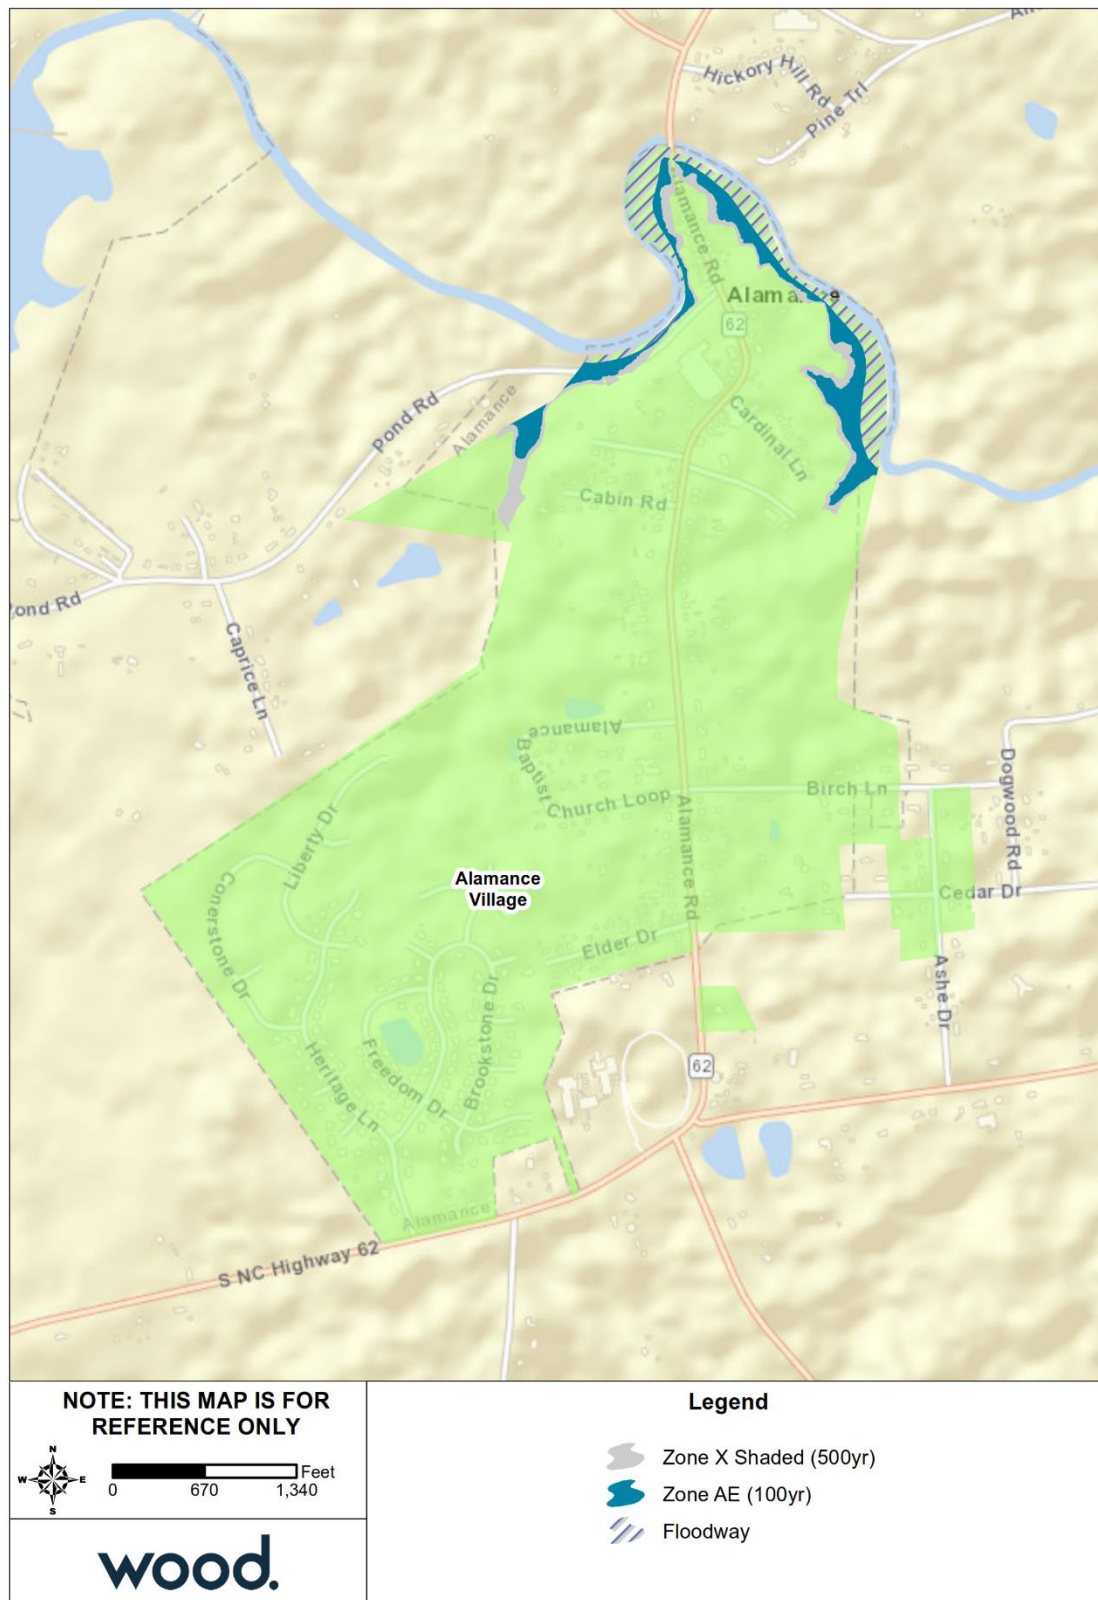 Hickory Hill Rd
Pine Trl
Alamance Rd
62
Pond Rd
Alamance
Cardinal Ln
Cabin Rd
Pond Rd
Caprice Ln
Alamance
Baptist
Church Loop
Alamance Rd
Birch Ln
Dogwood Rd
Liberty Dr
Conerstone Dr
Alamance
Village
Cedar Dr
Elder Dr
Ashe Dr
Brookstone Dr
Freedom Dr
Heritage Ln
62
Alamance
S NC Highway 62
NOTE: THIS MAP IS FOR
REFERENCE ONLY
N
W E
S
Feet
0 670 1,340
wood.
Legend
Zone X Shaded (500yr)
Zone AE (100yr)
Floodway